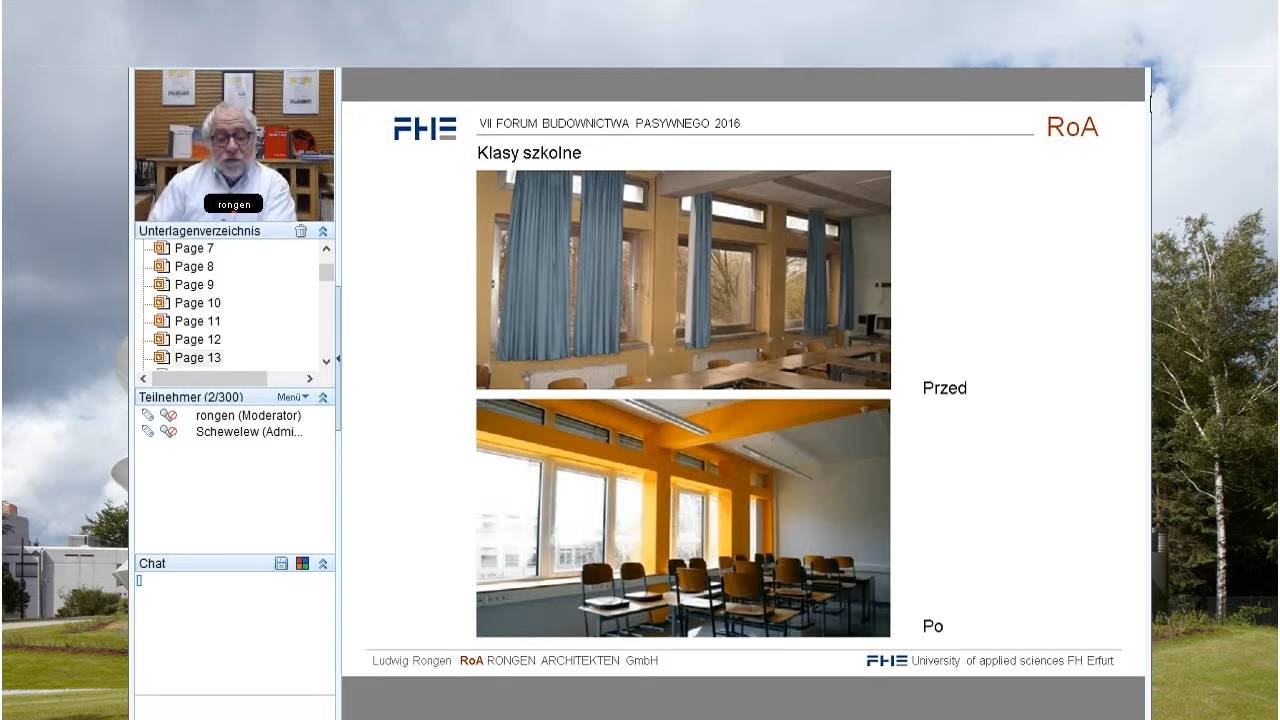 rongen
Unterlagenverzeichnis
Page 7
Page 8
Page 9
Page 10
Page 11
Page 12
Page 13
Teilnehmer (2/300)
Menü
rongen (Moderator)
Schewelew (Admi...
Chat
FHE
VII FORUM BUDOWNICTWA PASYWNEGO 2016
RoA
Klasy szkolne
Przed
Po
Ludwig Rongen RoA RONGEN ARCHITEKTEN GmbH
FHE University of applied sciences FH Erfurt